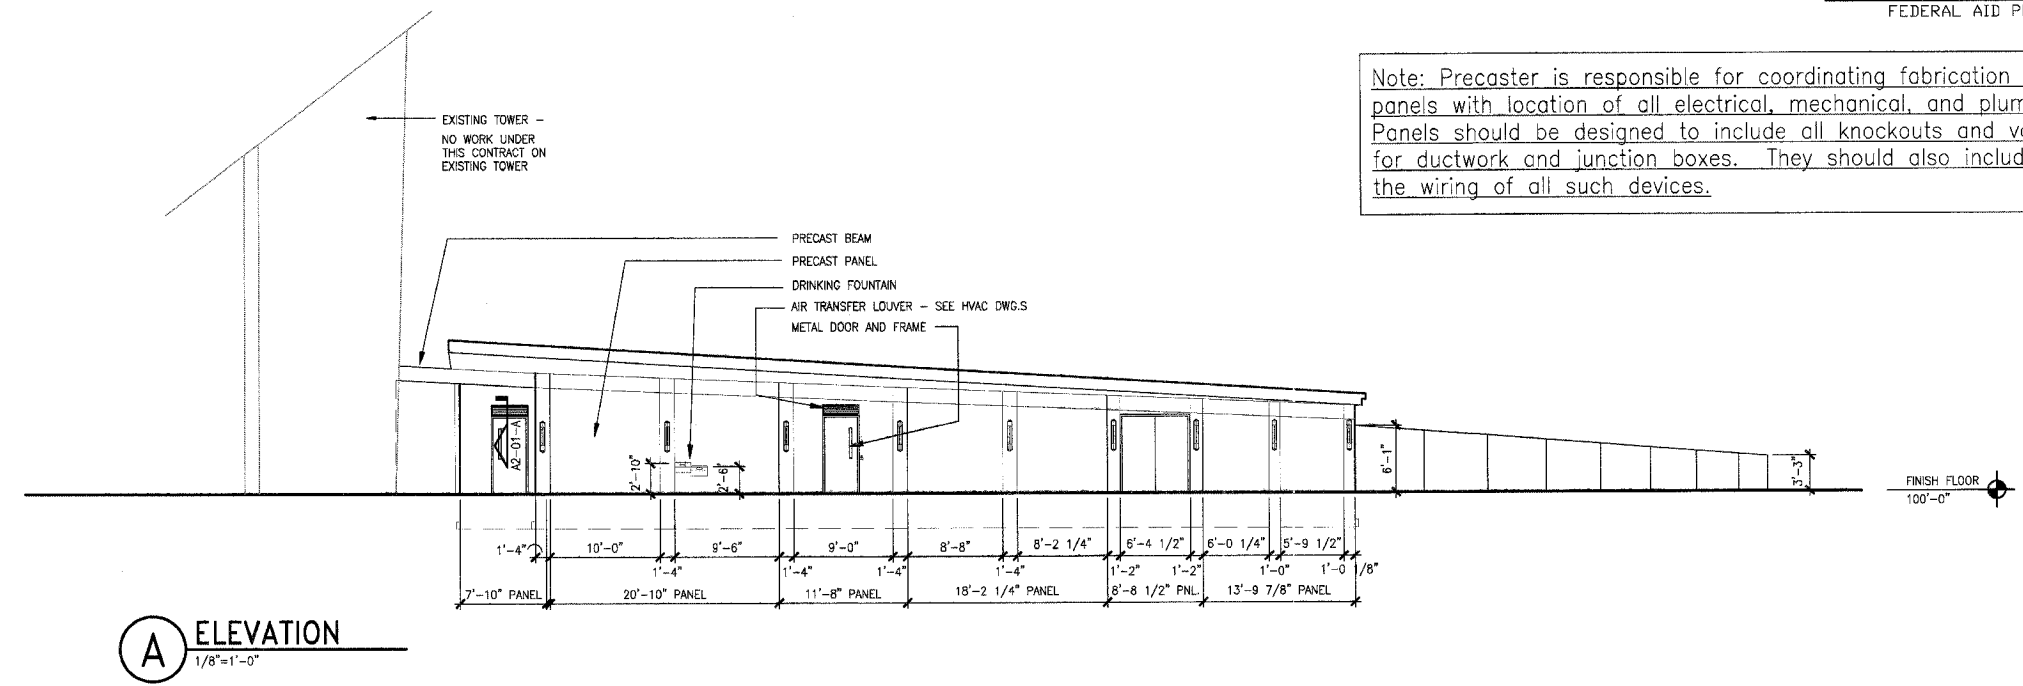 FEDERAL AID P
Note: Precaster is responsible for coordinating fabrication
panels with location of all electrical, mechanical, and plum
Panels should be designed to include all knockouts and v
for ductwork and junction boxes. They should also includ
the wiring of all such devices.
EXISTING TOWER –
NO WORK UNDER
THIS CONTRACT ON
EXISTING TOWER
PRECAST BEAM
PRECAST PANEL
DRINKING FOUNTAIN
AIR TRANSFER LOUVER – SEE HVAC DWG.S
METAL DOOR AND FRAME
A2-01-A
2'-10"
2'-6"
6'-1"
3'-3"
FINISH FLOOR
100'-0"
1'-4" 10'-0" 9'-6" 9'-0" 8'-8" 8'-2 1/4" 6'-4 1/2" 6'-0 1/4" 5'-9 1/2"
1'-4" 1'-4" 1'-4" 1'-4" 1'-2" 1'-2" 1'-0" 1'-0 1/8"
7'-10" PANEL 20'-10" PANEL 11'-8" PANEL 18'-2 1/4" PANEL 8'-8 1/2" PNL. 13'-9 7/8" PANEL
A ELEVATION
1/8"=1'-0"